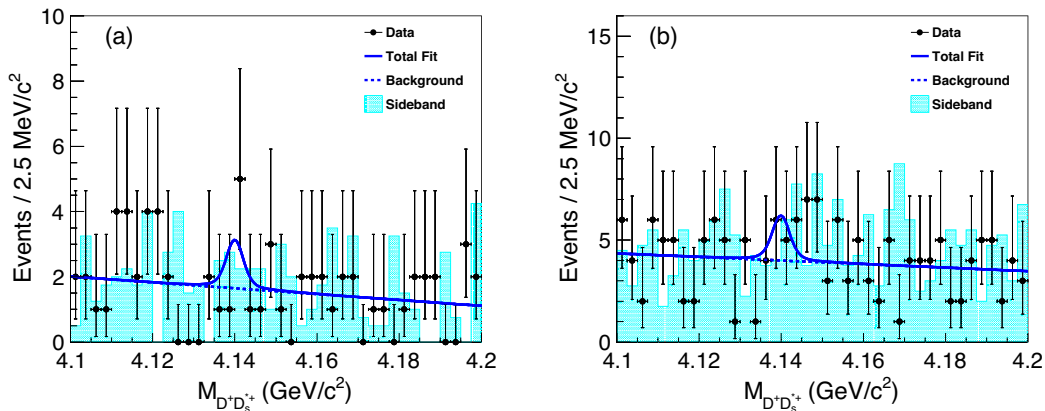 (a)
Data
Total Fit
Background
Sideband
Events / 2.5 MeV/c²
10
8
6
4
2
0
4.1 4.12 4.14 4.16 4.18 4.2
M_{D⁺D_s^{*+}} (GeV/c²)
(b)
Data
Total Fit
Background
Sideband
Events / 2.5 MeV/c²
15
10
5
0
4.1 4.12 4.14 4.16 4.18 4.2
M_{D⁺D_s^{*+}} (GeV/c²)